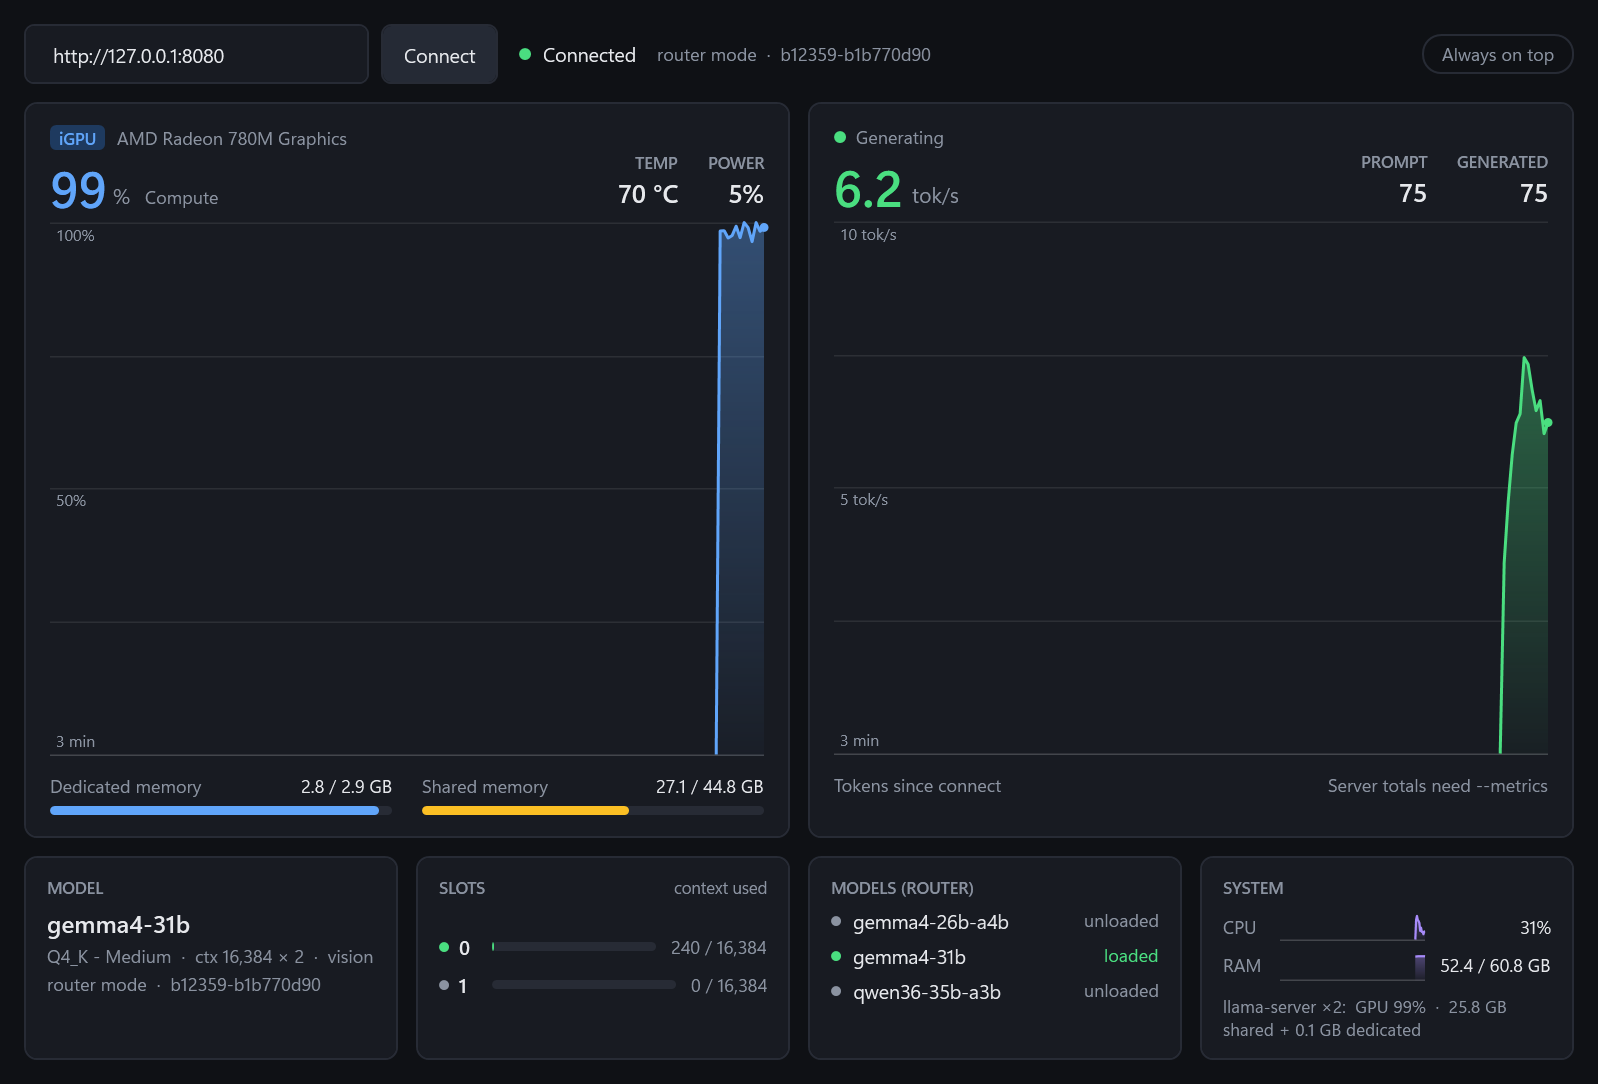 http://127.0.0.1:8080
Connect
Connected
router mode · b12359-b1b770d90
Always on top
iGPU
AMD Radeon 780M Graphics
99 % Compute
TEMP
70 °C
POWER
5%
100%
50%
3 min
Dedicated memory
2.8 / 2.9 GB
Shared memory
27.1 / 44.8 GB
Generating
6.2 tok/s
PROMPT
75
GENERATED
75
10 tok/s
5 tok/s
3 min
Tokens since connect
Server totals need --metrics
MODEL
gemma4-31b
Q4_K - Medium · ctx 16,384 × 2 · vision
router mode · b12359-b1b770d90
SLOTS
context used
0
240 / 16,384
1
0 / 16,384
MODELS (ROUTER)
gemma4-26b-a4b
unloaded
gemma4-31b
loaded
qwen36-35b-a3b
unloaded
SYSTEM
CPU
31%
RAM
52.4 / 60.8 GB
llama-server ×2: GPU 99% · 25.8 GB
shared + 0.1 GB dedicated